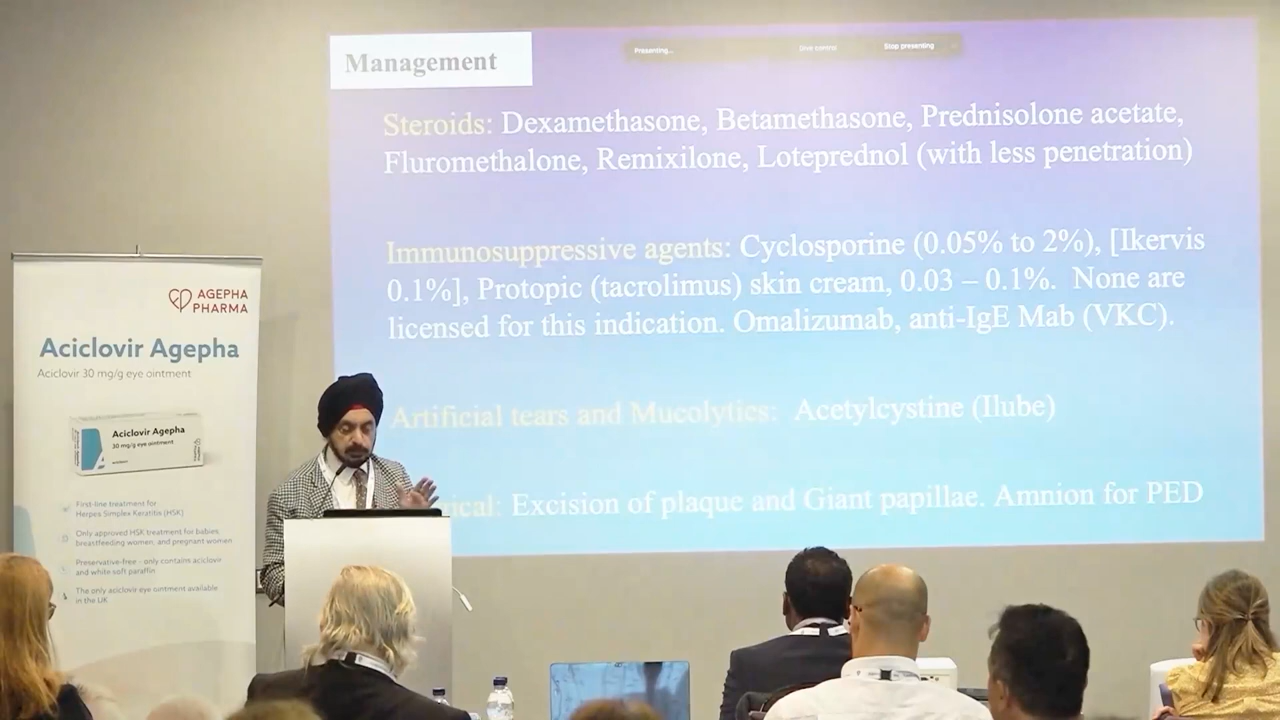 Management
Presenting...
Give control
Stop presenting
Steroids: Dexamethasone, Betamethasone, Prednisolone acetate,
Fluromethalone, Remixilone, Loteprednol (with less penetration)
Immunosuppressive agents: Cyclosporine (0.05% to 2%), [Ikervis
0.1%], Protopic (tacrolimus) skin cream, 0.03 – 0.1%. None are
licensed for this indication. Omalizumab, anti-IgE Mab (VKC).
Artificial tears and Mucolytics: Acetylcystine (Ilube)
ical: Excision of plaque and Giant papillae. Amnion for PED
AGEPHA
PHARMA
Aciclovir Agepha
Aciclovir 30 mg/g eye ointment
Aciclovir Agepha
30 mg/g eye ointment
First-line treatment for
Herpes Simplex Keratitis (HSK)
Only approved HSK treatment for babies,
breastfeeding women, and pregnant women
Preservative-free - only contains aciclovir
and white soft paraffin
The only aciclovir eye ointment available
in the UK